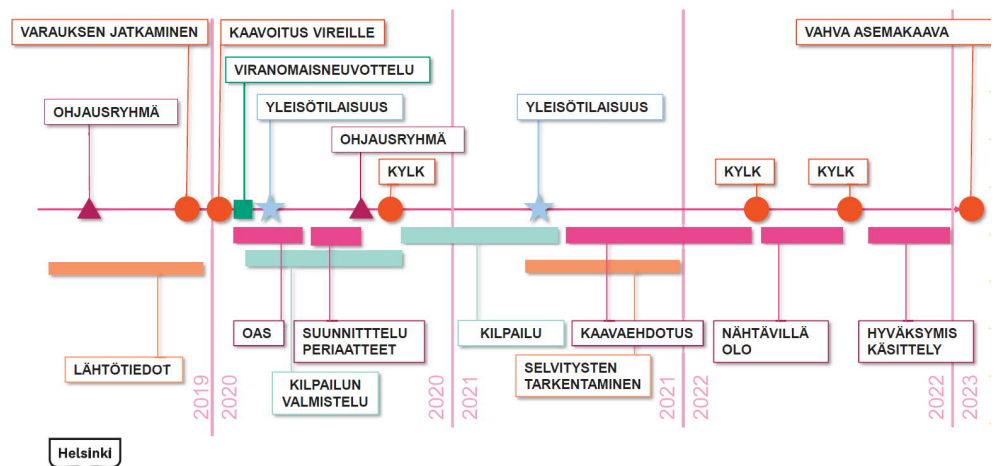 VARAUKSEN JATKAMINEN
KAAVOITUS VIREILLE
VAHVA ASEMAKAAVA
VIRANOMAISNEUVOTTELU
OHJAUSRYHMÄ
YLEISÖTILAISUUS
YLEISÖTILAISUUS
OHJAUSRYHMÄ
KYLK
KYLK
KYLK
OAS
SUUNNITTTELU
PERIAATTEET
KILPAILU
KAAVAEHDOTUS
NÄHTÄVILLÄ
OLO
HYVÄKSYMIS
KÄSITTELY
LÄHTÖTIEDOT
KILPAILUN
VALMISTELU
SELVITYSTEN
TARKENTAMINEN
2019
2020
2020
2021
2021
2022
2022
2023
Helsinki